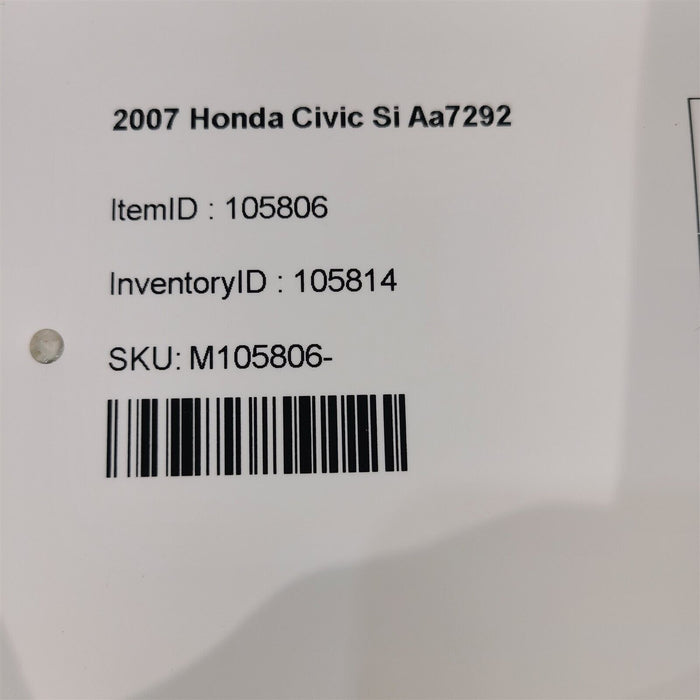 2007 Honda Civic Si Aa7292
ItemID : 105806
InventoryID : 105814
SKU: M105806-